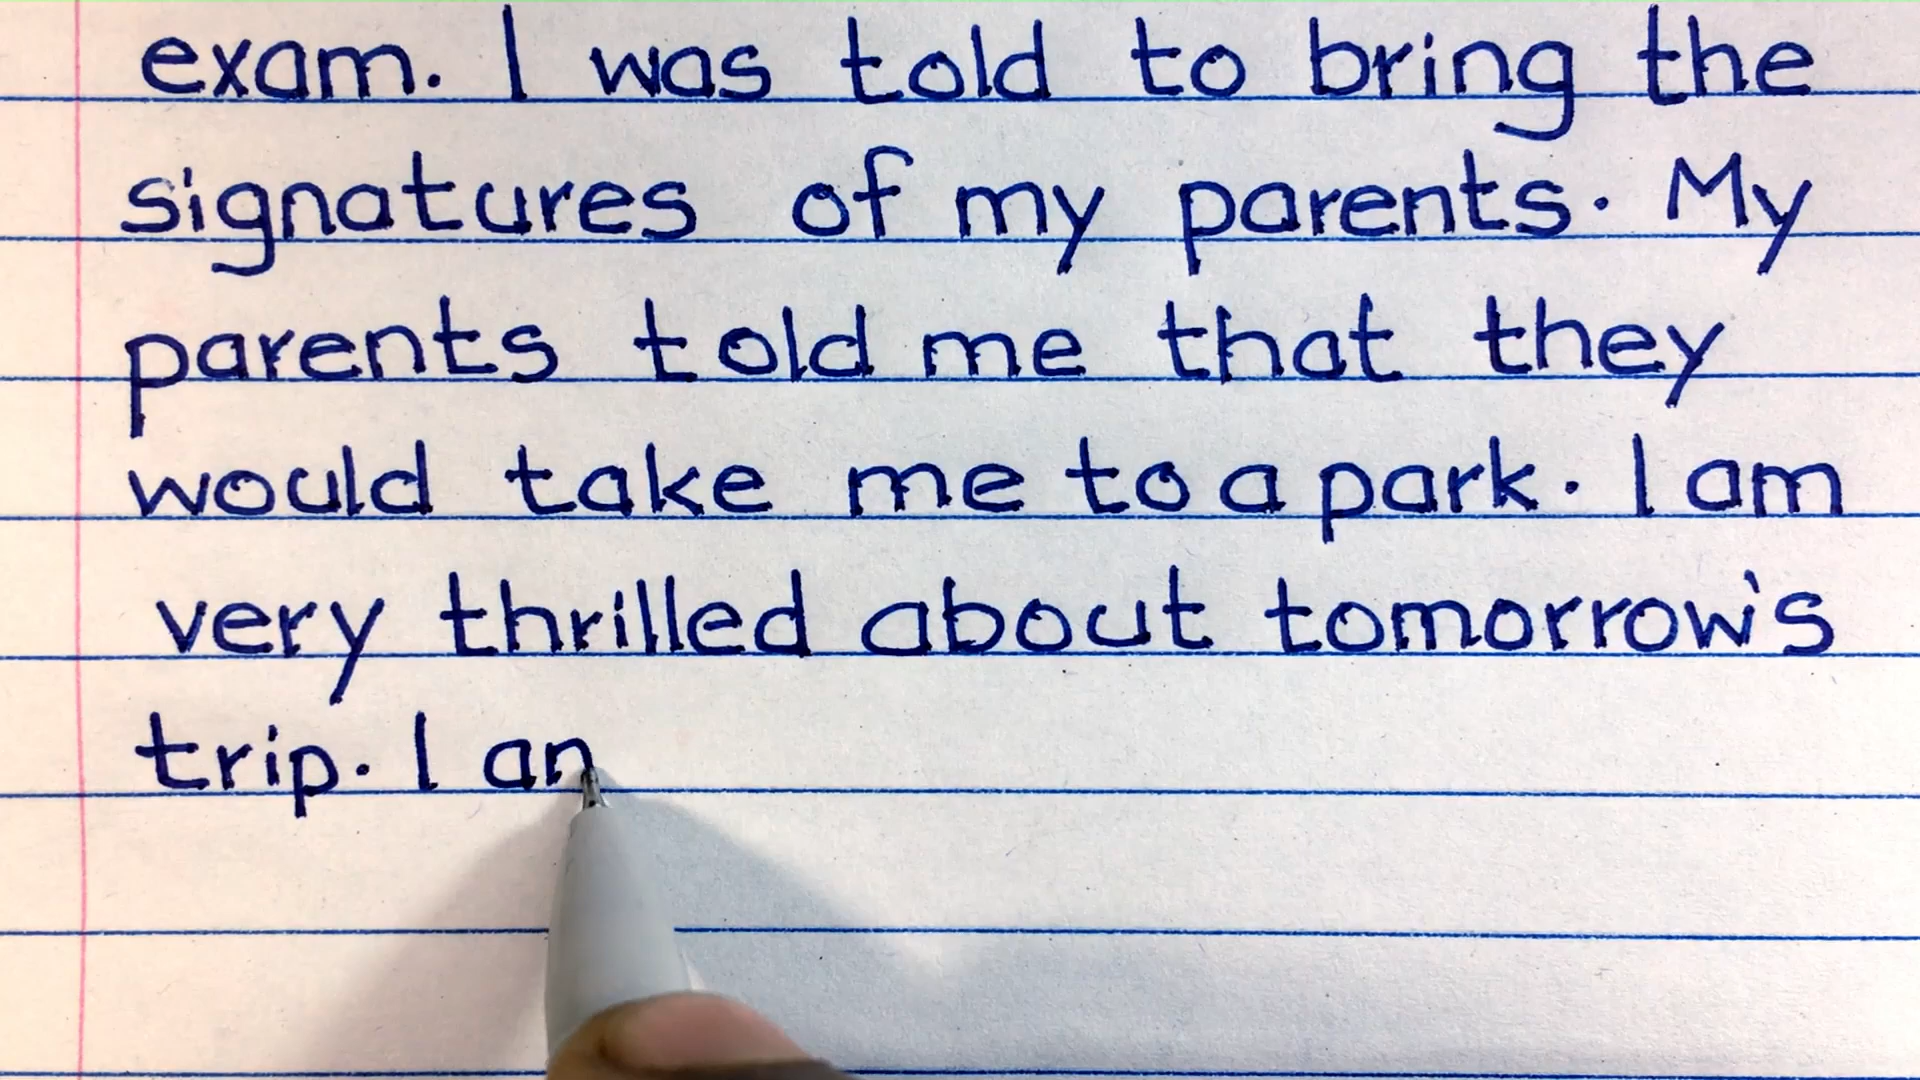 exam. I was told to bring the
signatures of my parents. My
parents told me that they
would take me to a park. I am
very thrilled about tomorrow's
trip. I an